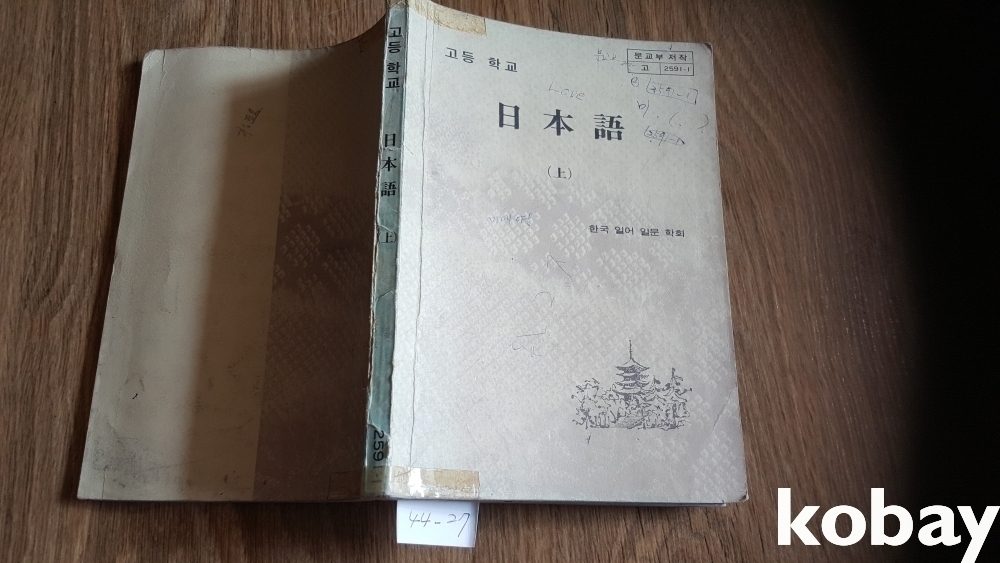 고등 학교
문교부 저작
고 2591-1
日本語
(上)
한국 일어 일문 학회
고등 학교 日本語 (上)
259
44-27
kobay